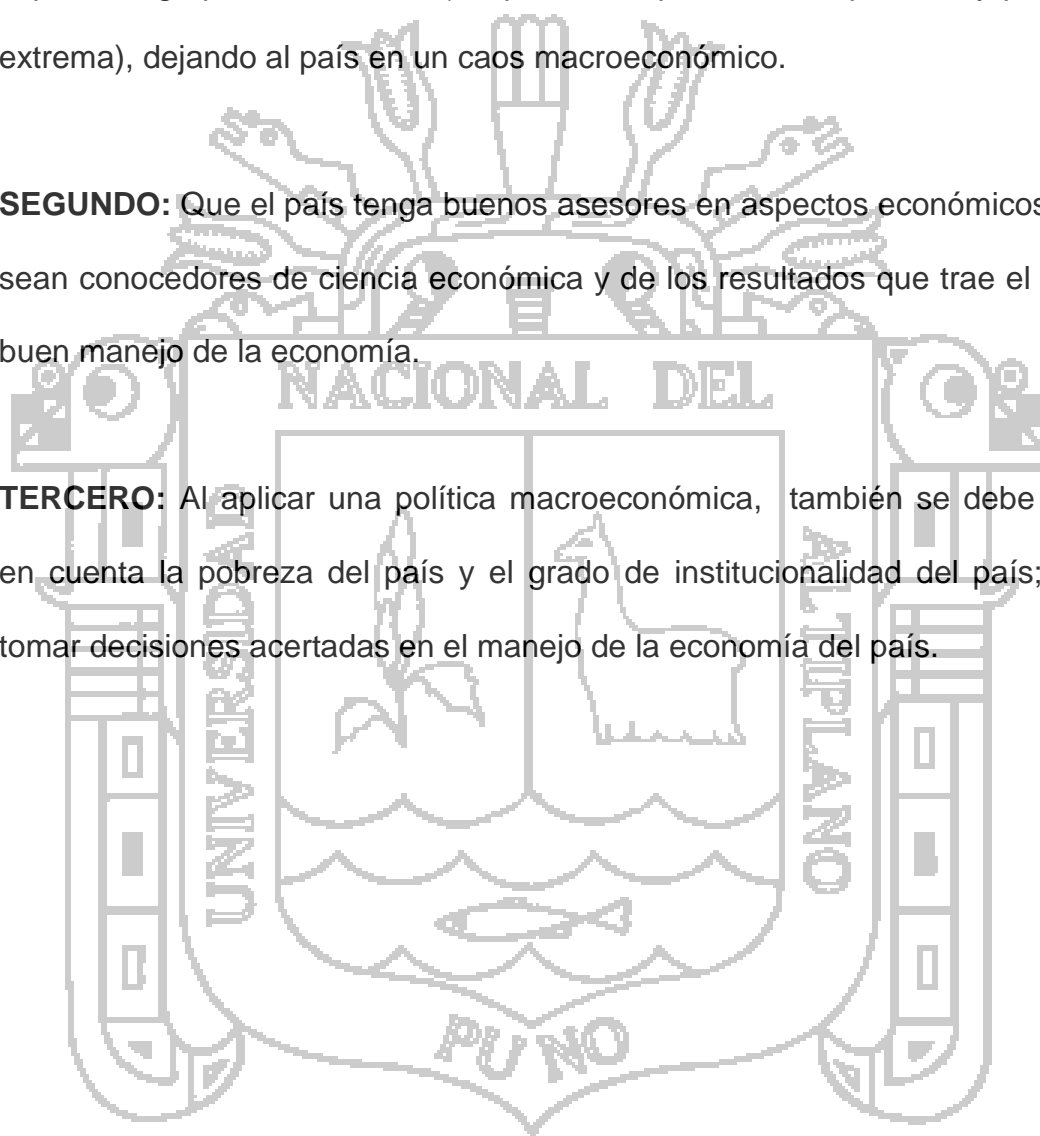 extrema), dejando al país en un caos macroeconómico.
SEGUNDO: Que el país tenga buenos asesores en aspectos económicos
sean conocedores de ciencia económica y de los resultados que trae el
buen manejo de la economía.
TERCERO: Al aplicar una política macroeconómica, también se debe
en cuenta la pobreza del país y el grado de institucionalidad del país;
tomar decisiones acertadas en el manejo de la economía del país.
UNIVERSIDAD
NACIONAL DEL
ALTIPLANO
PUNO